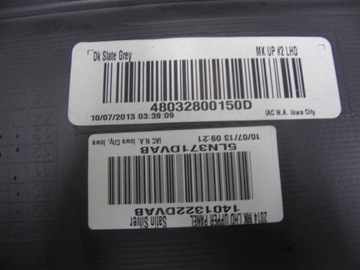 Dk Slate Grey
MK UP #2 LHD
48032800150D
10/07/2013 03:39:09
IAC N.A. Iowa City
IAC N.A. Iowa City, Iowa
10/07/13 09:21
5LN371DVAB
1401322DVAB
Satin Silver
2014 MK LHD UPPER PANEL